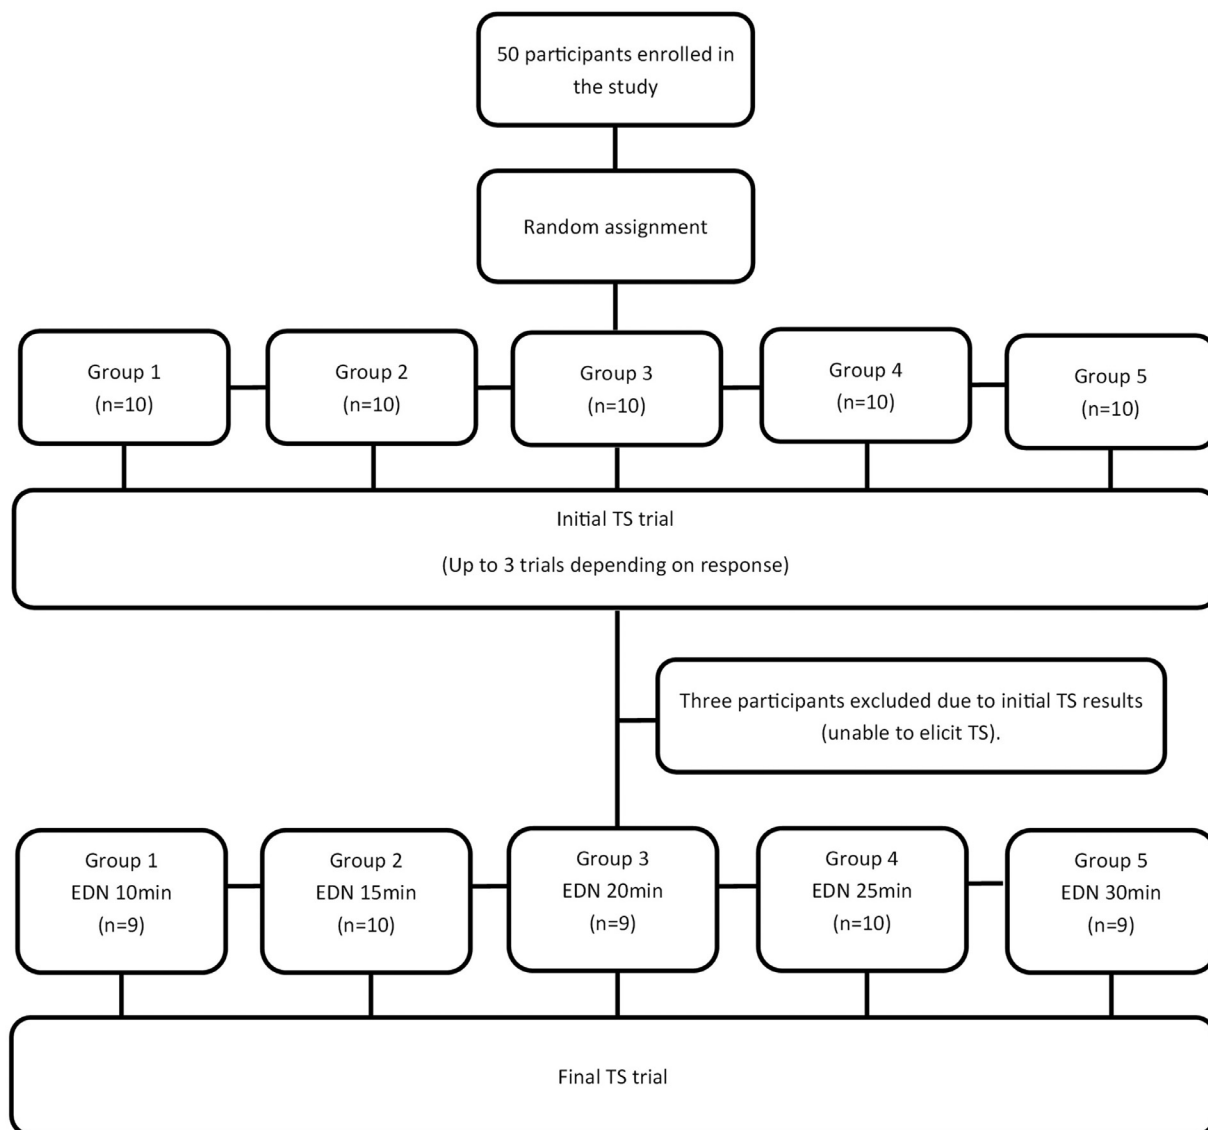 50 participants enrolled in
the study
Random assignment
Group 1
(n=10)
Group 2
(n=10)
Group 3
(n=10)
Group 4
(n=10)
Group 5
(n=10)
Initial TS trial
(Up to 3 trials depending on response)
Three participants excluded due to initial TS results
(unable to elicit TS).
Group 1
EDN 10min
(n=9)
Group 2
EDN 15min
(n=10)
Group 3
EDN 20min
(n=9)
Group 4
EDN 25min
(n=10)
Group 5
EDN 30min
(n=9)
Final TS trial